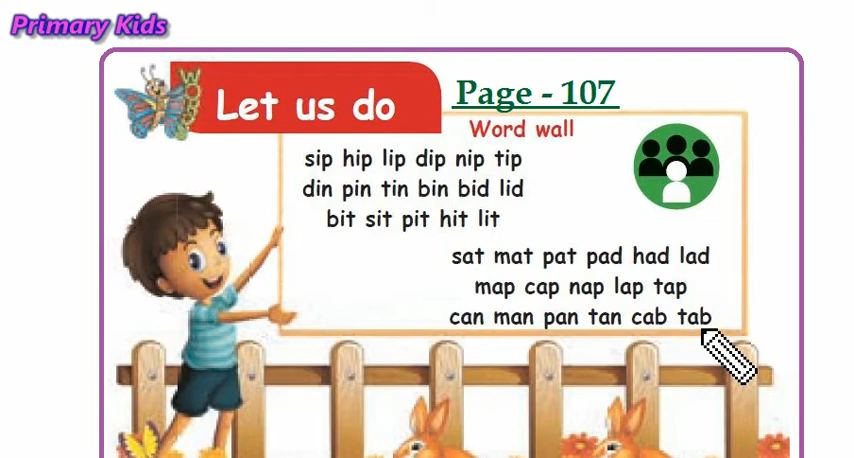 Primary Kids
WORDS
Let us do
Page - 107
Word wall
sip hip lip dip nip tip
din pin tin bin bid lid
bit sit pit hit lit
sat mat pat pad had lad
map cap nap lap tap
can man pan tan cab tab